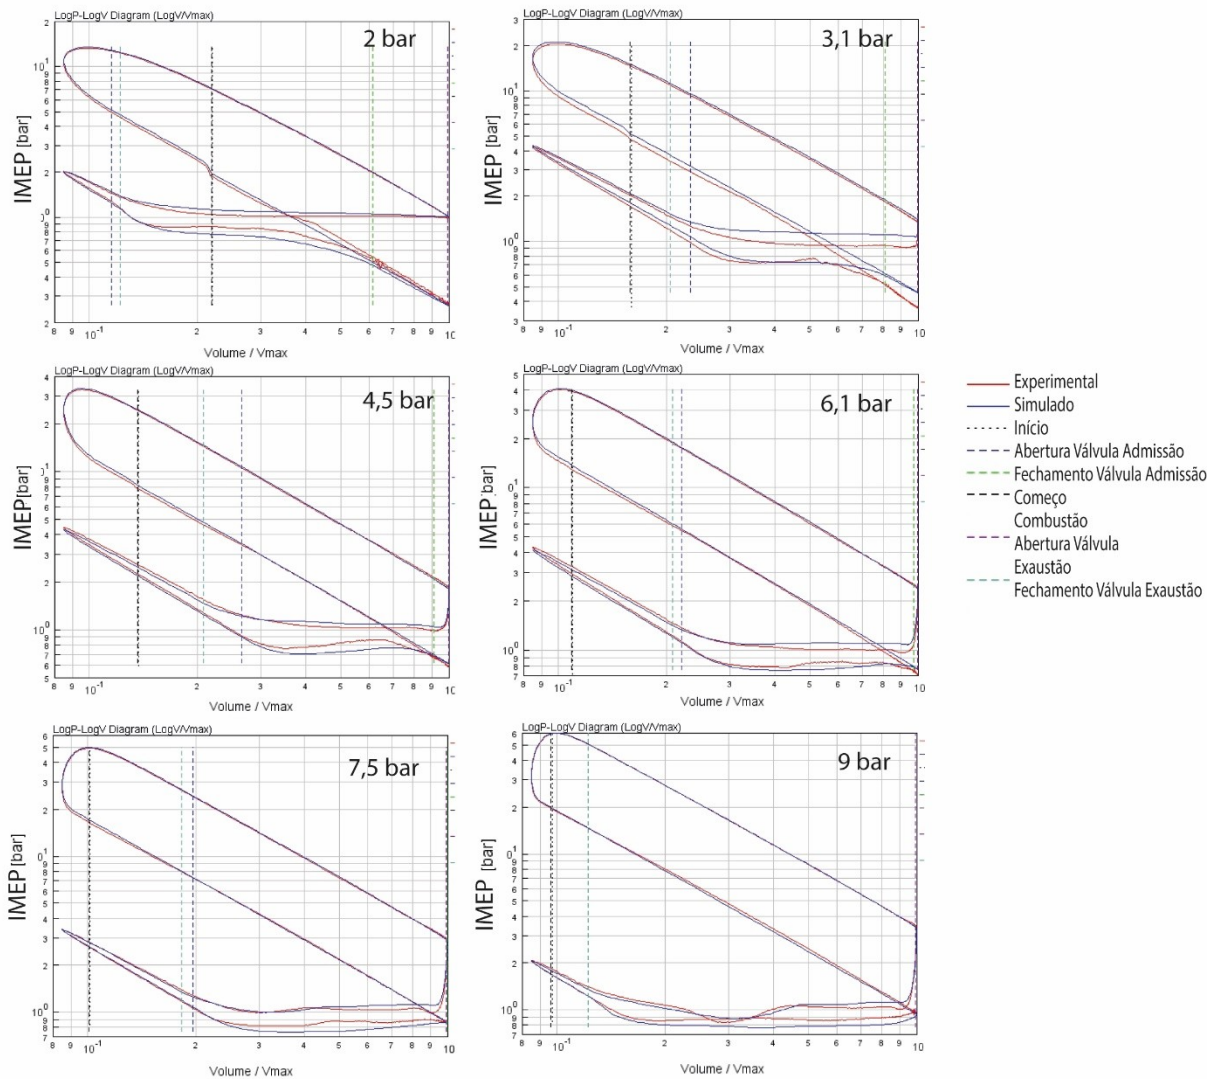 LogP-LogV Diagram (LogV/Vmax)
2 bar
IMEP [bar]
Volume / Vmax
LogP-LogV Diagram (LogV/Vmax)
3,1 bar
IMEP [bar]
Volume / Vmax
LogP-LogV Diagram (LogV/Vmax)
4,5 bar
IMEP[bar]
Volume / Vmax
LogP-LogV Diagram (LogV/Vmax)
6,1 bar
IMEP bar]
Volume / Vmax
Experimental
Simulado
Início
Abertura Válvula Admissão
Fechamento Válvula Admissão
Começo
Combustão
Abertura Válvula
Exaustão
Fechamento Válvula Exaustão
LogP-LogV Diagram (LogV/Vmax)
7,5 bar
IMEP [bar]
Volume / Vmax
LogP-LogV Diagram (LogV/Vmax)
9 bar
IMEP [bar]
Volume / Vmax